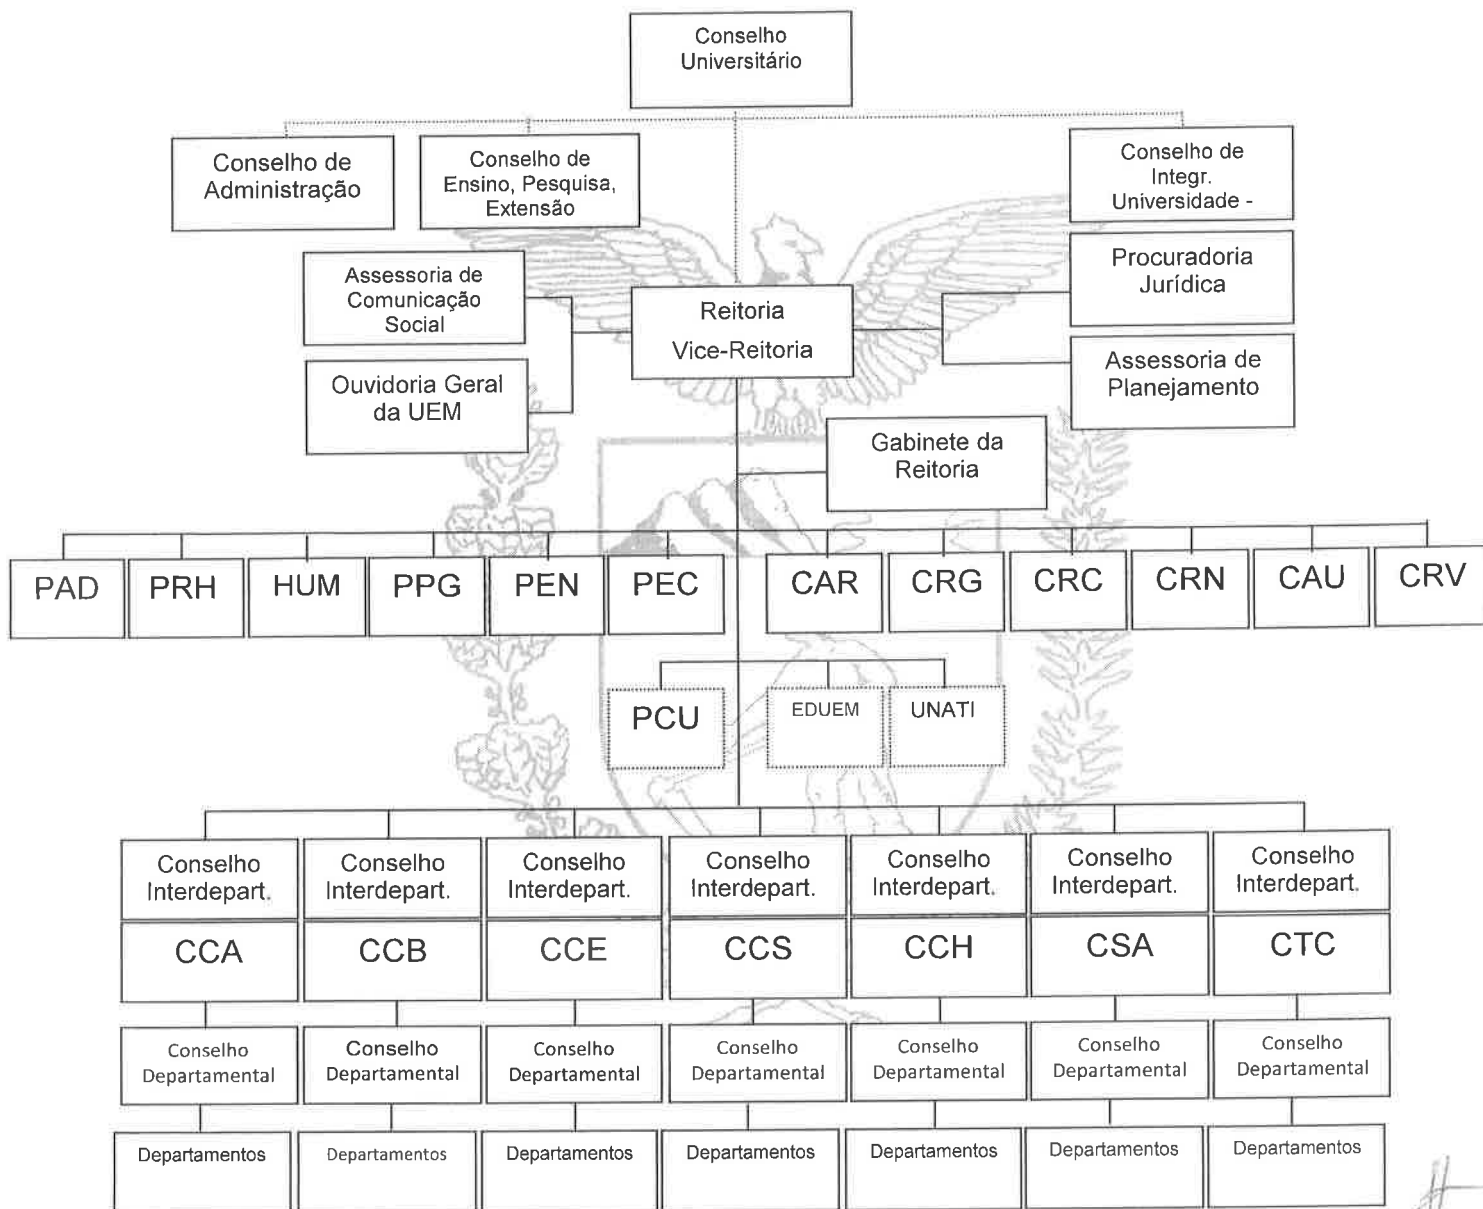 Conselho
Universitário
Conselho de
Administração
Conselho de
Ensino, Pesquisa,
Extensão
Conselho de
Integr.
Universidade -
Assessoria de
Comunicação
Social
Reitoria
Vice-Reitoria
Procuradoria
Jurídica
Ouvidoria Geral
da UEM
Assessoria de
Planejamento
Gabinete da
Reitoria
PAD
PRH
HUM
PPG
PEN
PEC
CAR
CRG
CRC
CRN
CAU
CRV
PCU
EDUEM
UNATI
Conselho
Interdepart.
Conselho
Interdepart.
Conselho
Interdepart.
Conselho
Interdepart.
Conselho
Interdepart.
Conselho
Interdepart.
Conselho
Interdepart.
CCA
CCB
CCE
CCS
CCH
CSA
CTC
Conselho
Departamental
Conselho
Departamental
Conselho
Departamental
Conselho
Departamental
Conselho
Departamental
Conselho
Departamental
Conselho
Departamental
Departamentos
Departamentos
Departamentos
Departamentos
Departamentos
Departamentos
Departamentos